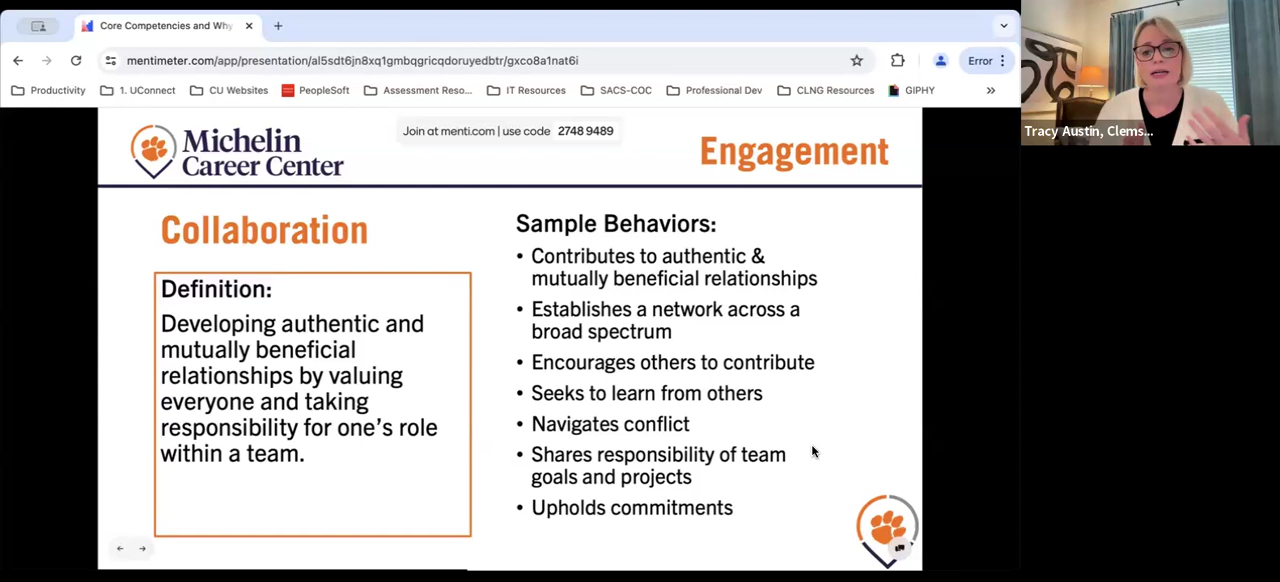 Core Competencies and Why
mentimeter.com/app/presentation/al5sdt6jn8xq1gmbqgrioqdoruyedbtr/gxco8a1nat6i
Error
Productivity
1. UConnect
CU Websites
PeopleSoft
Assessment Reso...
IT Resources
SACS-COC
Professional Dev
CLNG Resources
GIPHY
»
Tracy Austin, Clems...
Michelin
Career Center
Join at menti.com | use code 2748 9489
Engagement
Collaboration
Definition:
Developing authentic and
mutually beneficial
relationships by valuing
everyone and taking
responsibility for one's role
within a team.
Sample Behaviors:
• Contributes to authentic &
mutually beneficial relationships
• Establishes a network across a
broad spectrum
• Encourages others to contribute
• Seeks to learn from others
• Navigates conflict
• Shares responsibility of team
goals and projects
• Upholds commitments